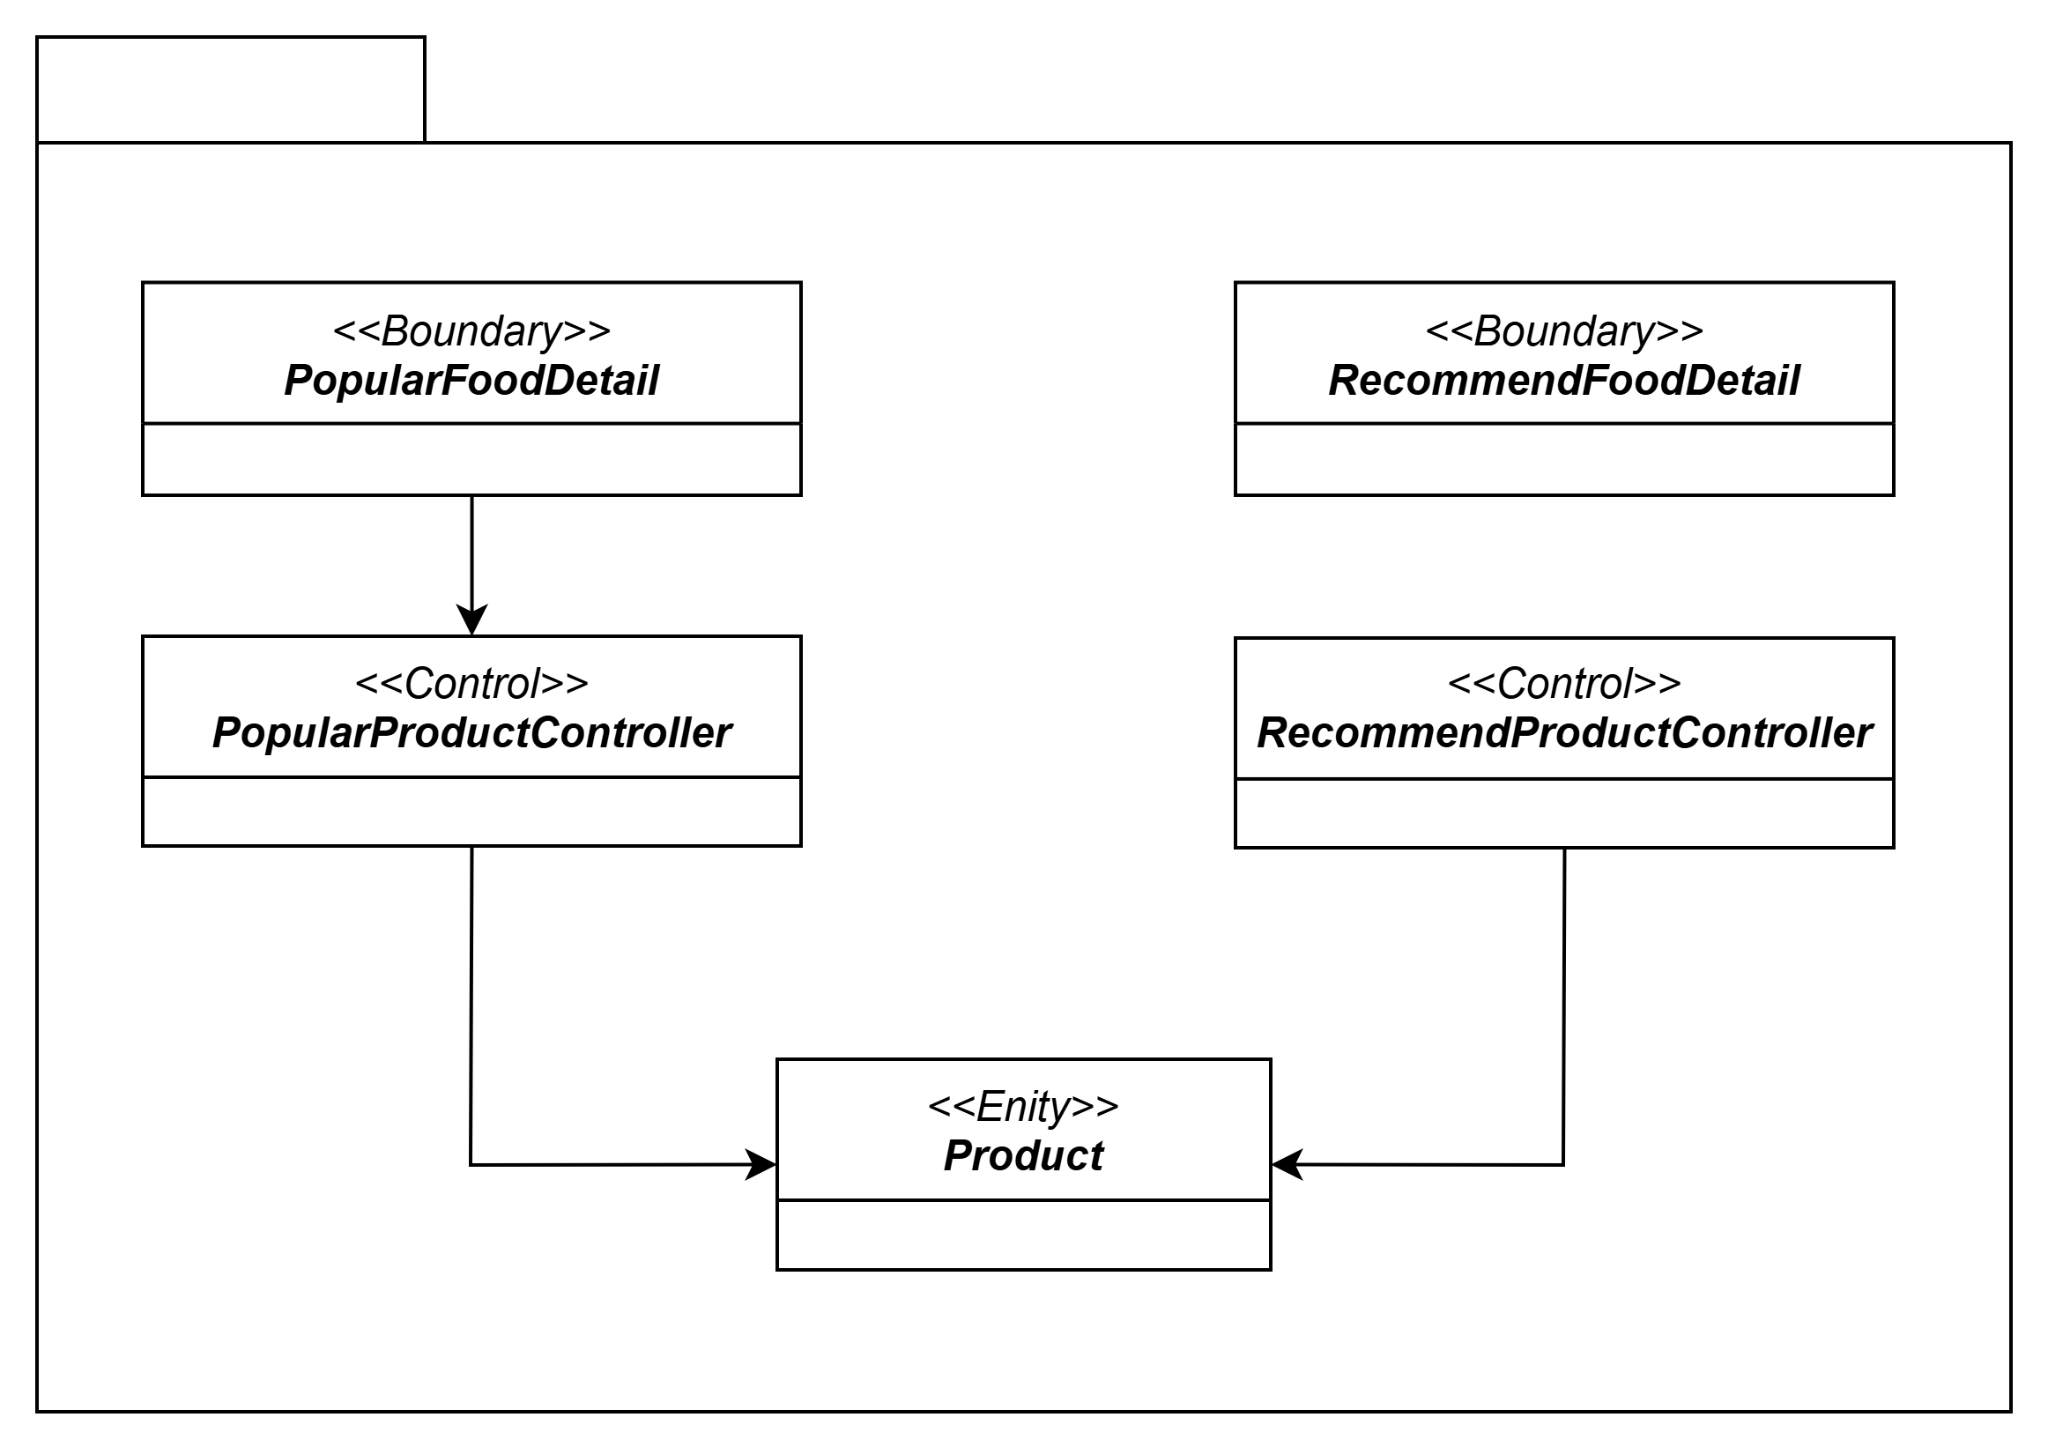 <<Boundary>>
PopularFoodDetail
<<Boundary>>
RecommendFoodDetail
<<Control>>
PopularProductController
<<Control>>
RecommendProductController
<<Enity>>
Product